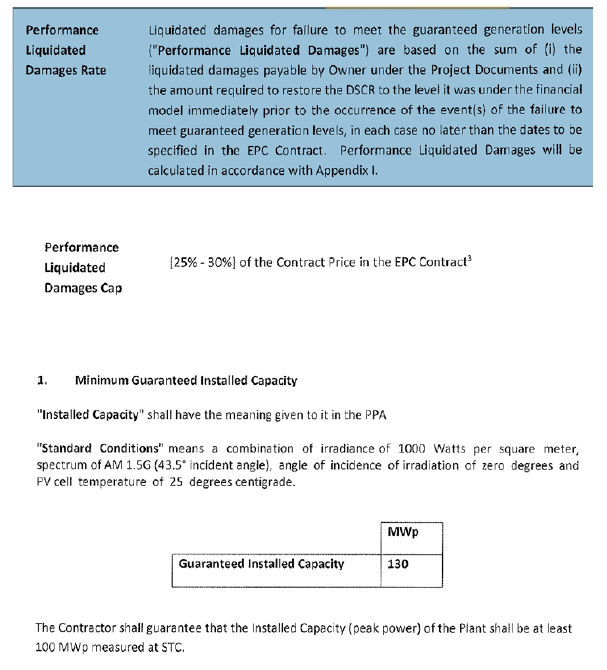 Performance Liquidated damages for failure to meet the guaranteed generation levels
Liquidated ("Performance Liquidated Damages") are based on the sum of (i) the
Damages Rate liquidated damages payable by Owner under the Project Documents and (ii)
the amount required to restore the DSCR to the level it was under the financial
model immediately prior to the occurrence of the event(s) of the failure to
meet guaranteed generation levels, in each case no later than the dates to be
specified in the EPC Contract. Performance Liquidated Damages will be
calculated in accordance with Appendix I.
Performance
Liquidated [25% - 30%] of the Contract Price in the EPC Contract³
Damages Cap
1. Minimum Guaranteed Installed Capacity
"Installed Capacity" shall have the meaning given to it in the PPA
"Standard Conditions" means a combination of irradiance of 1000 Watts per square meter,
spectrum of AM 1.5G (43.5° incident angle), angle of incidence of irradiation of zero degrees and
PV cell temperature of 25 degrees centigrade.
MWp
Guaranteed Installed Capacity 130
The Contractor shall guarantee that the Installed Capacity (peak power) of the Plant shall be at least
100 MWp measured at STC.